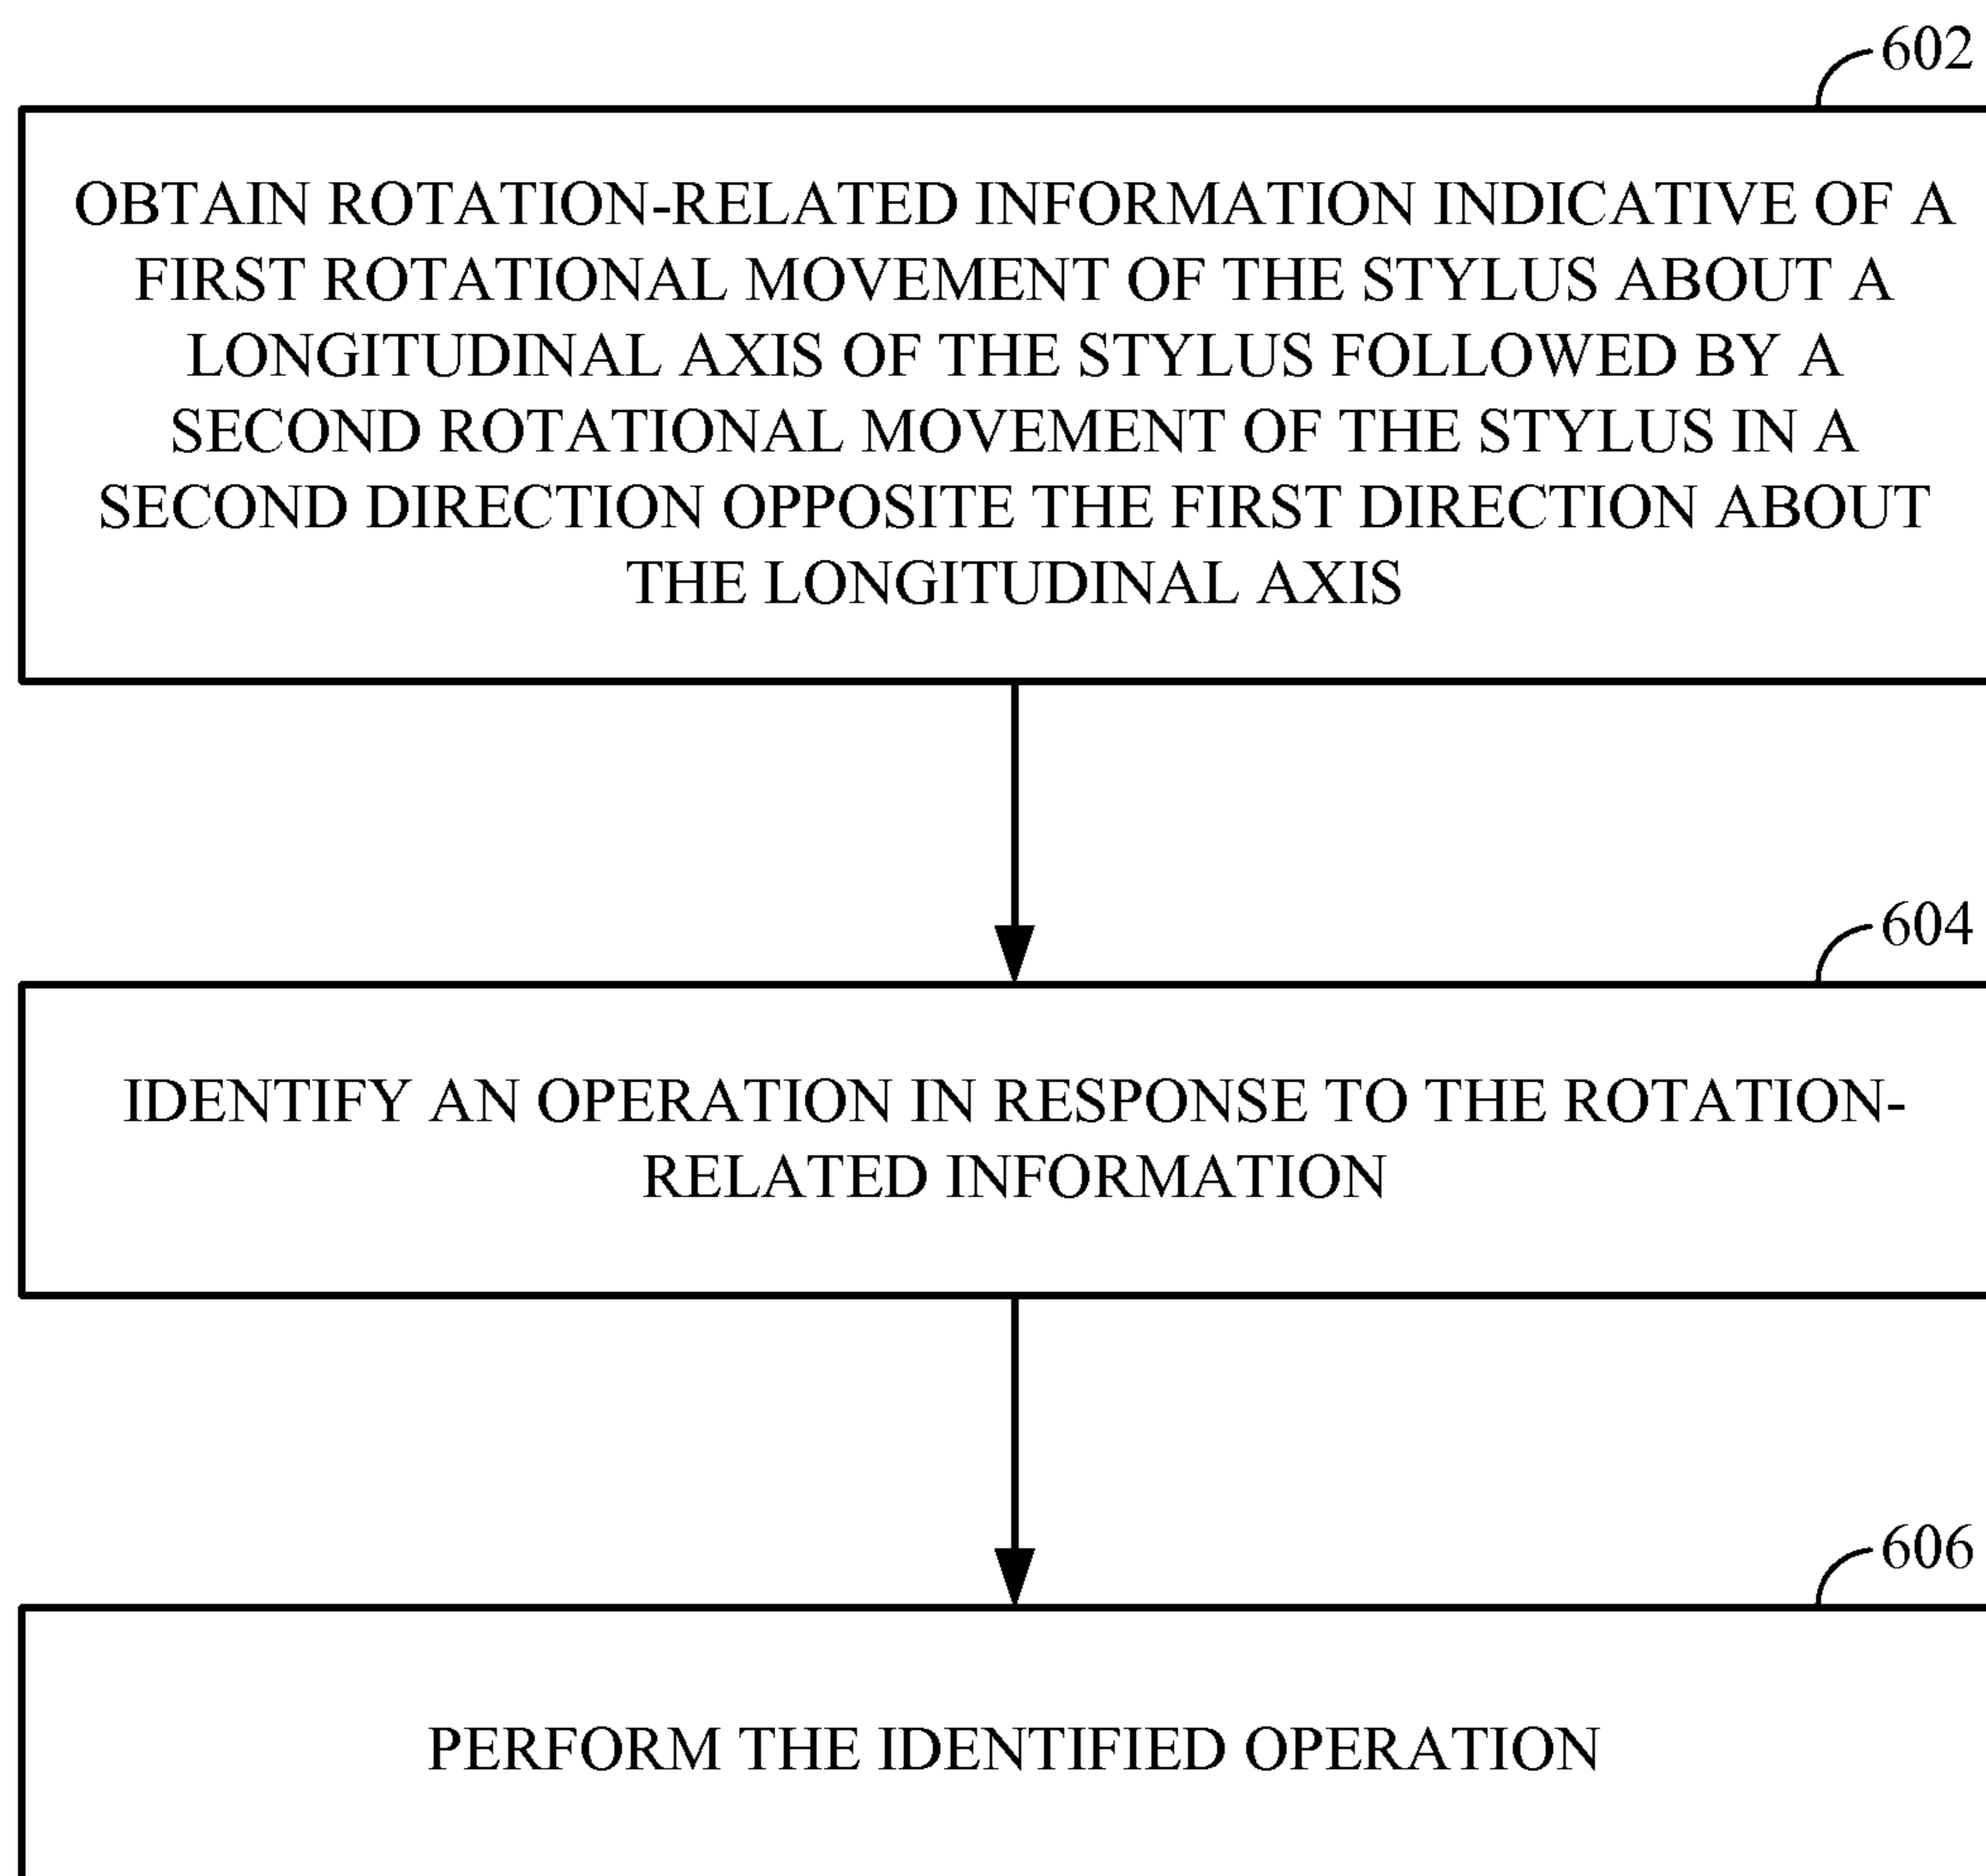 602
OBTAIN ROTATION-RELATED INFORMATION INDICATIVE OF A
FIRST ROTATIONAL MOVEMENT OF THE STYLUS ABOUT A
LONGITUDINAL AXIS OF THE STYLUS FOLLOWED BY A
SECOND ROTATIONAL MOVEMENT OF THE STYLUS IN A
SECOND DIRECTION OPPOSITE THE FIRST DIRECTION ABOUT
THE LONGITUDINAL AXIS
604
IDENTIFY AN OPERATION IN RESPONSE TO THE ROTATION-
RELATED INFORMATION
606
PERFORM THE IDENTIFIED OPERATION